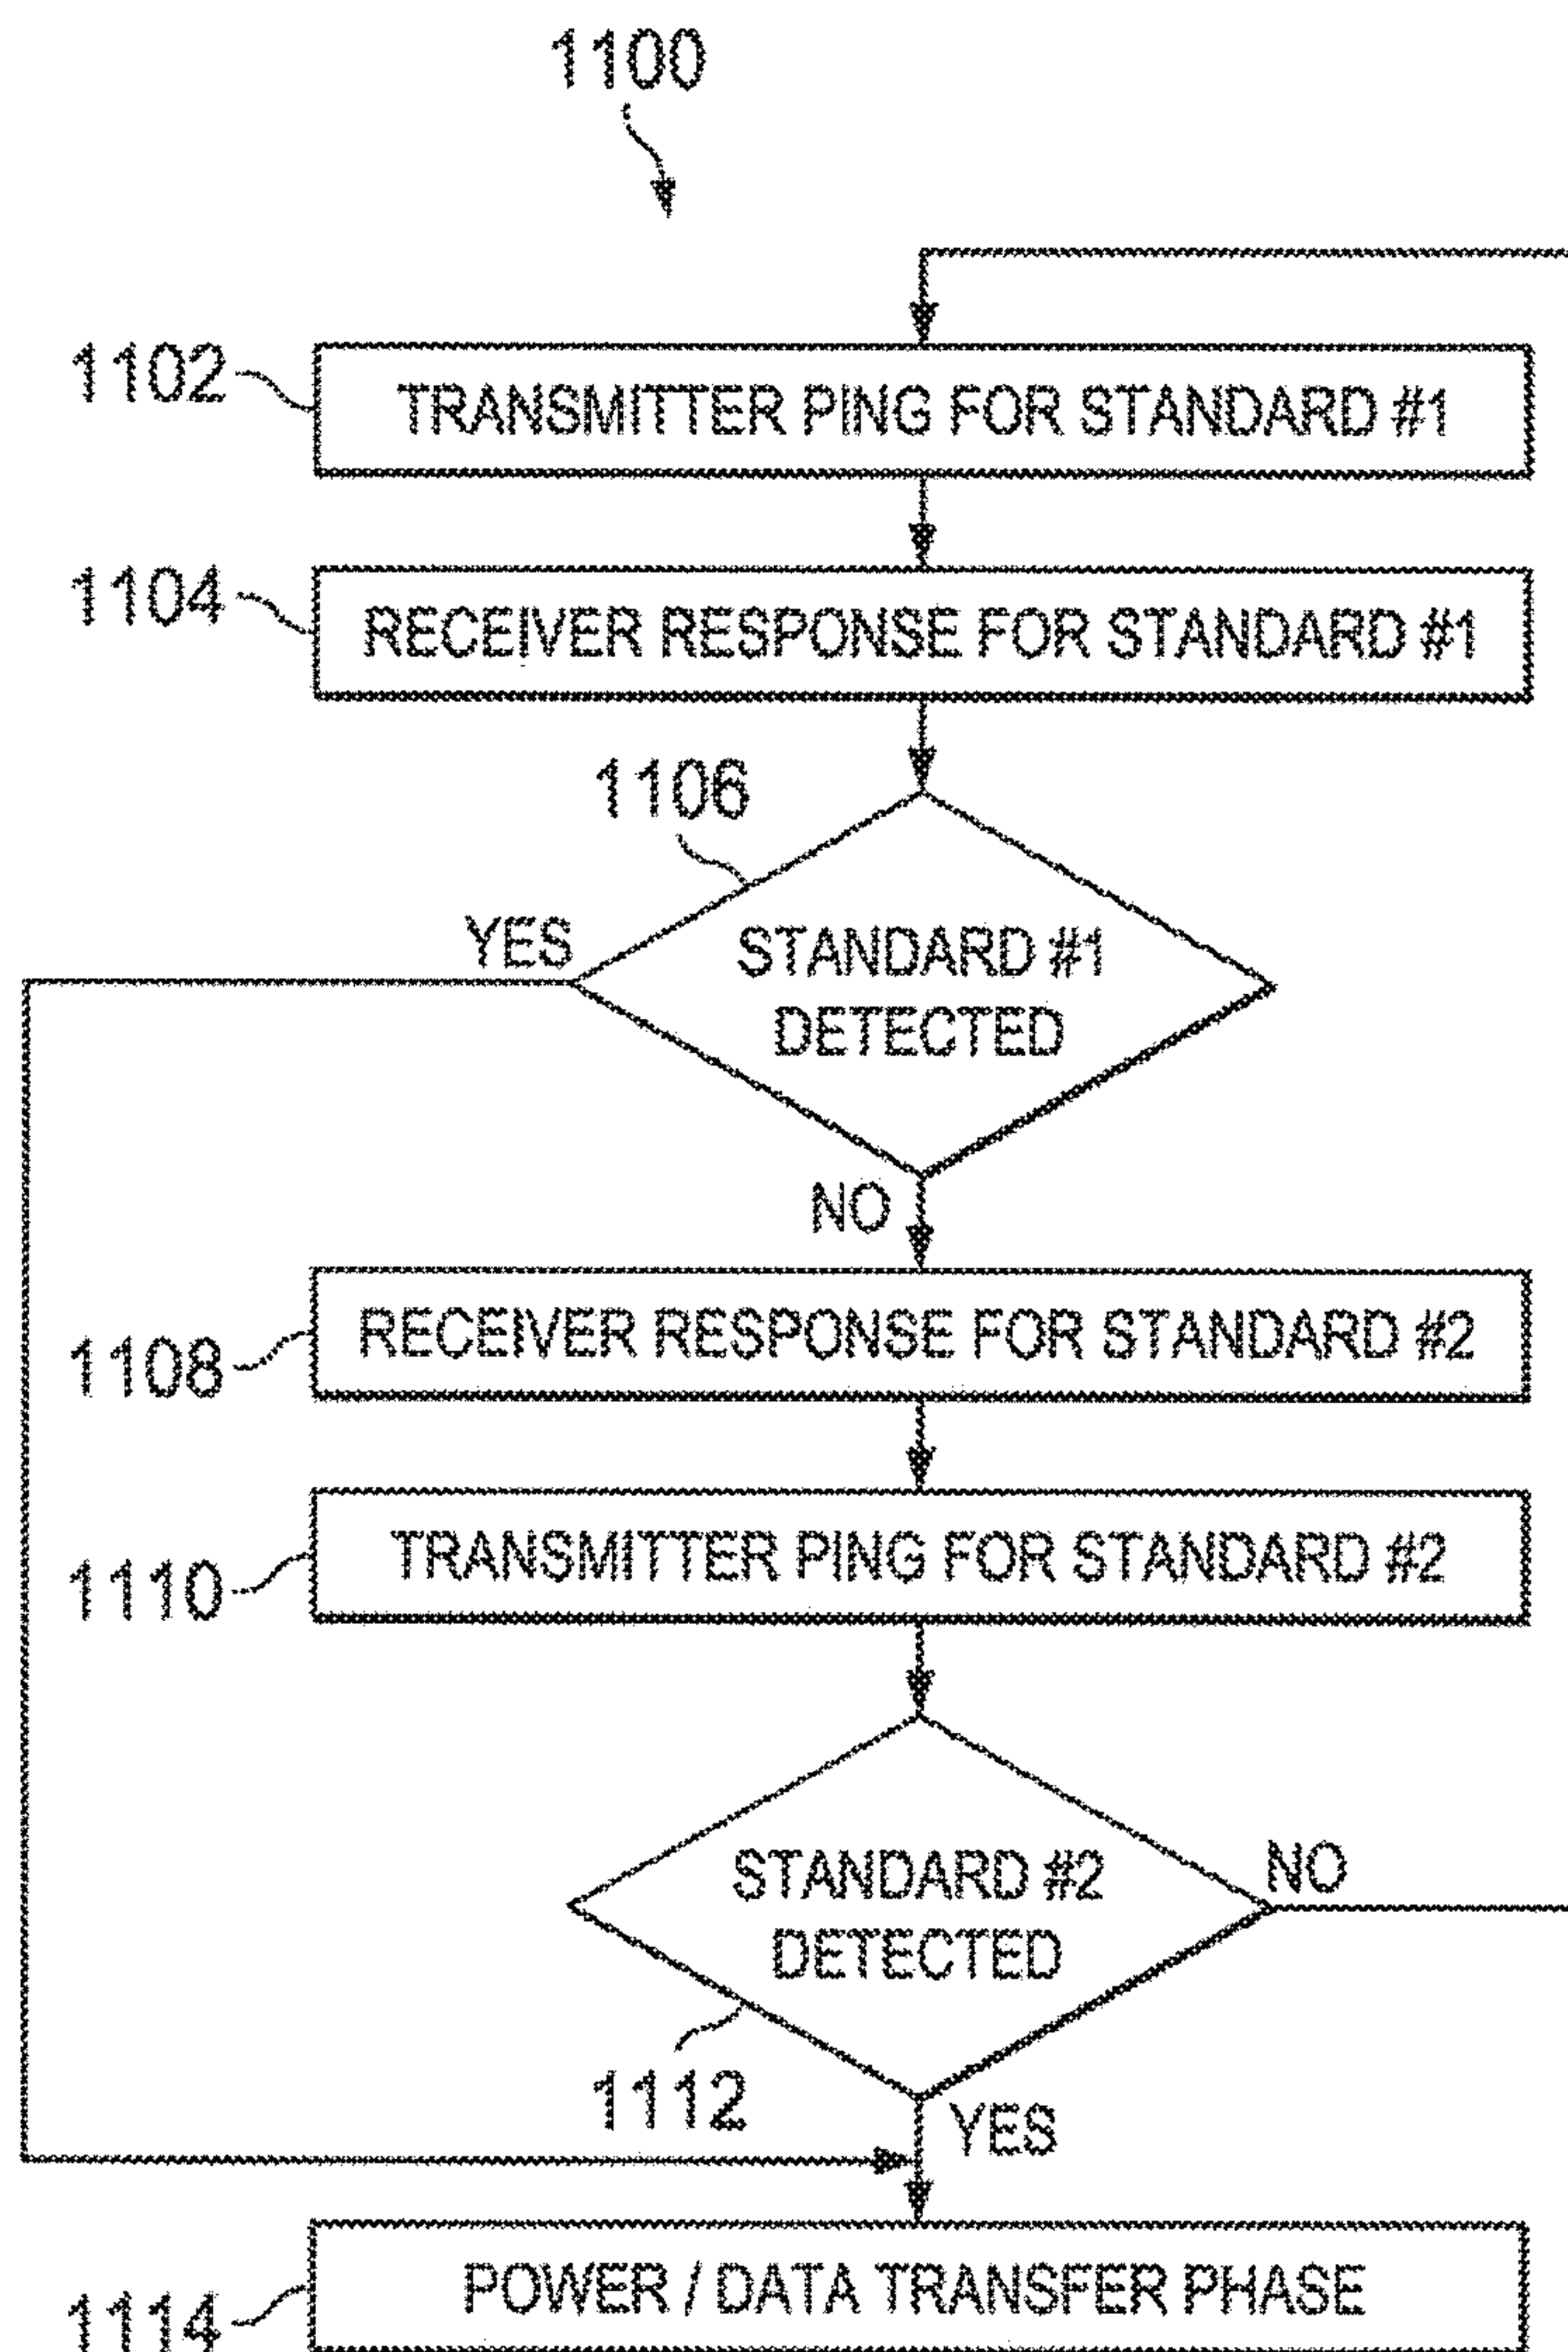 1100
1102
TRANSMITTER PING FOR STANDARD #1
1104
RECEIVER RESPONSE FOR STANDARD #1
1106
YES
STANDARD #1
DETECTED
NO
RECEIVER RESPONSE FOR STANDARD #2
1108
TRANSMITTER PING FOR STANDARD #2
1110
STANDARD #2
DETECTED
NO
1112
YES
POWER / DATA TRANSFER PHASE
1114